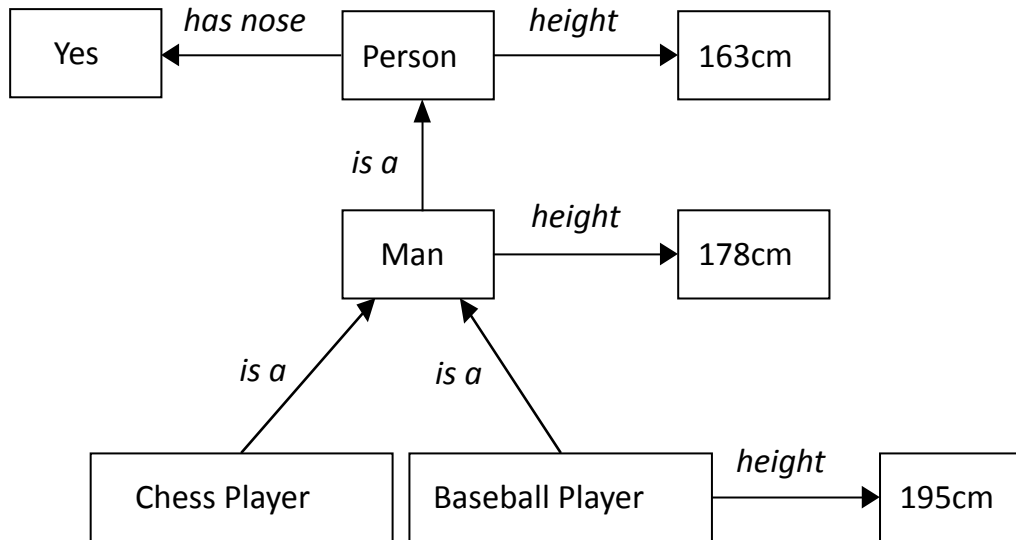 has nose
height
Yes
Person
163cm
is a
height
Man
178cm
is a
is a
height
Chess Player
Baseball Player
195cm